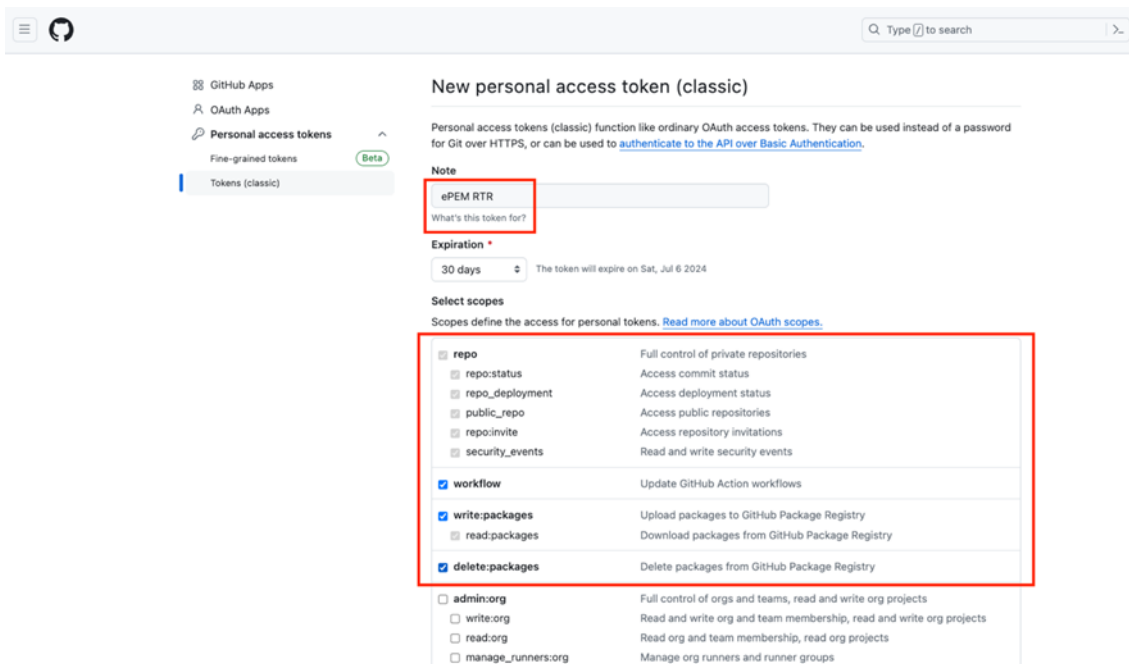 Type / to search
GitHub Apps
OAuth Apps
Personal access tokens
Fine-grained tokens Beta
Tokens (classic)
New personal access token (classic)
Personal access tokens (classic) function like ordinary OAuth access tokens. They can be used instead of a password
for Git over HTTPS, or can be used to authenticate to the API over Basic Authentication.
Note
ePEM RTR
What's this token for?
Expiration *
30 days The token will expire on Sat, Jul 6 2024
Select scopes
Scopes define the access for personal tokens. Read more about OAuth scopes.
repo Full control of private repositories
repo:status Access commit status
repo_deployment Access deployment status
public_repo Access public repositories
repo:invite Access repository invitations
security_events Read and write security events
workflow Update GitHub Action workflows
write:packages Upload packages to GitHub Package Registry
read:packages Download packages from GitHub Package Registry
delete:packages Delete packages from GitHub Package Registry
admin:org Full control of orgs and teams, read and write org projects
write:org Read and write org and team membership, read and write org projects
read:org Read org and team membership, read org projects
manage_runners:org Manage org runners and runner groups